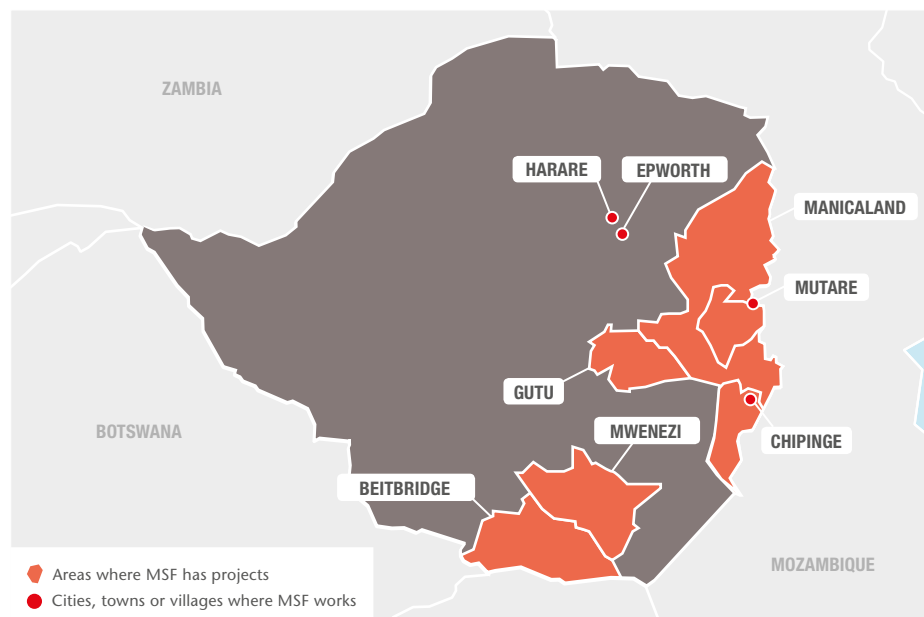 ZAMBIA
HARARE
EPWORTH
MANICALAND
MUTARE
GUTU
MWENEZI
BOTSWANA
CHIPINGE
BEITBRIDGE
MOZAMBIQUE
Areas where MSF has projects
Cities, towns or villages where MSF works